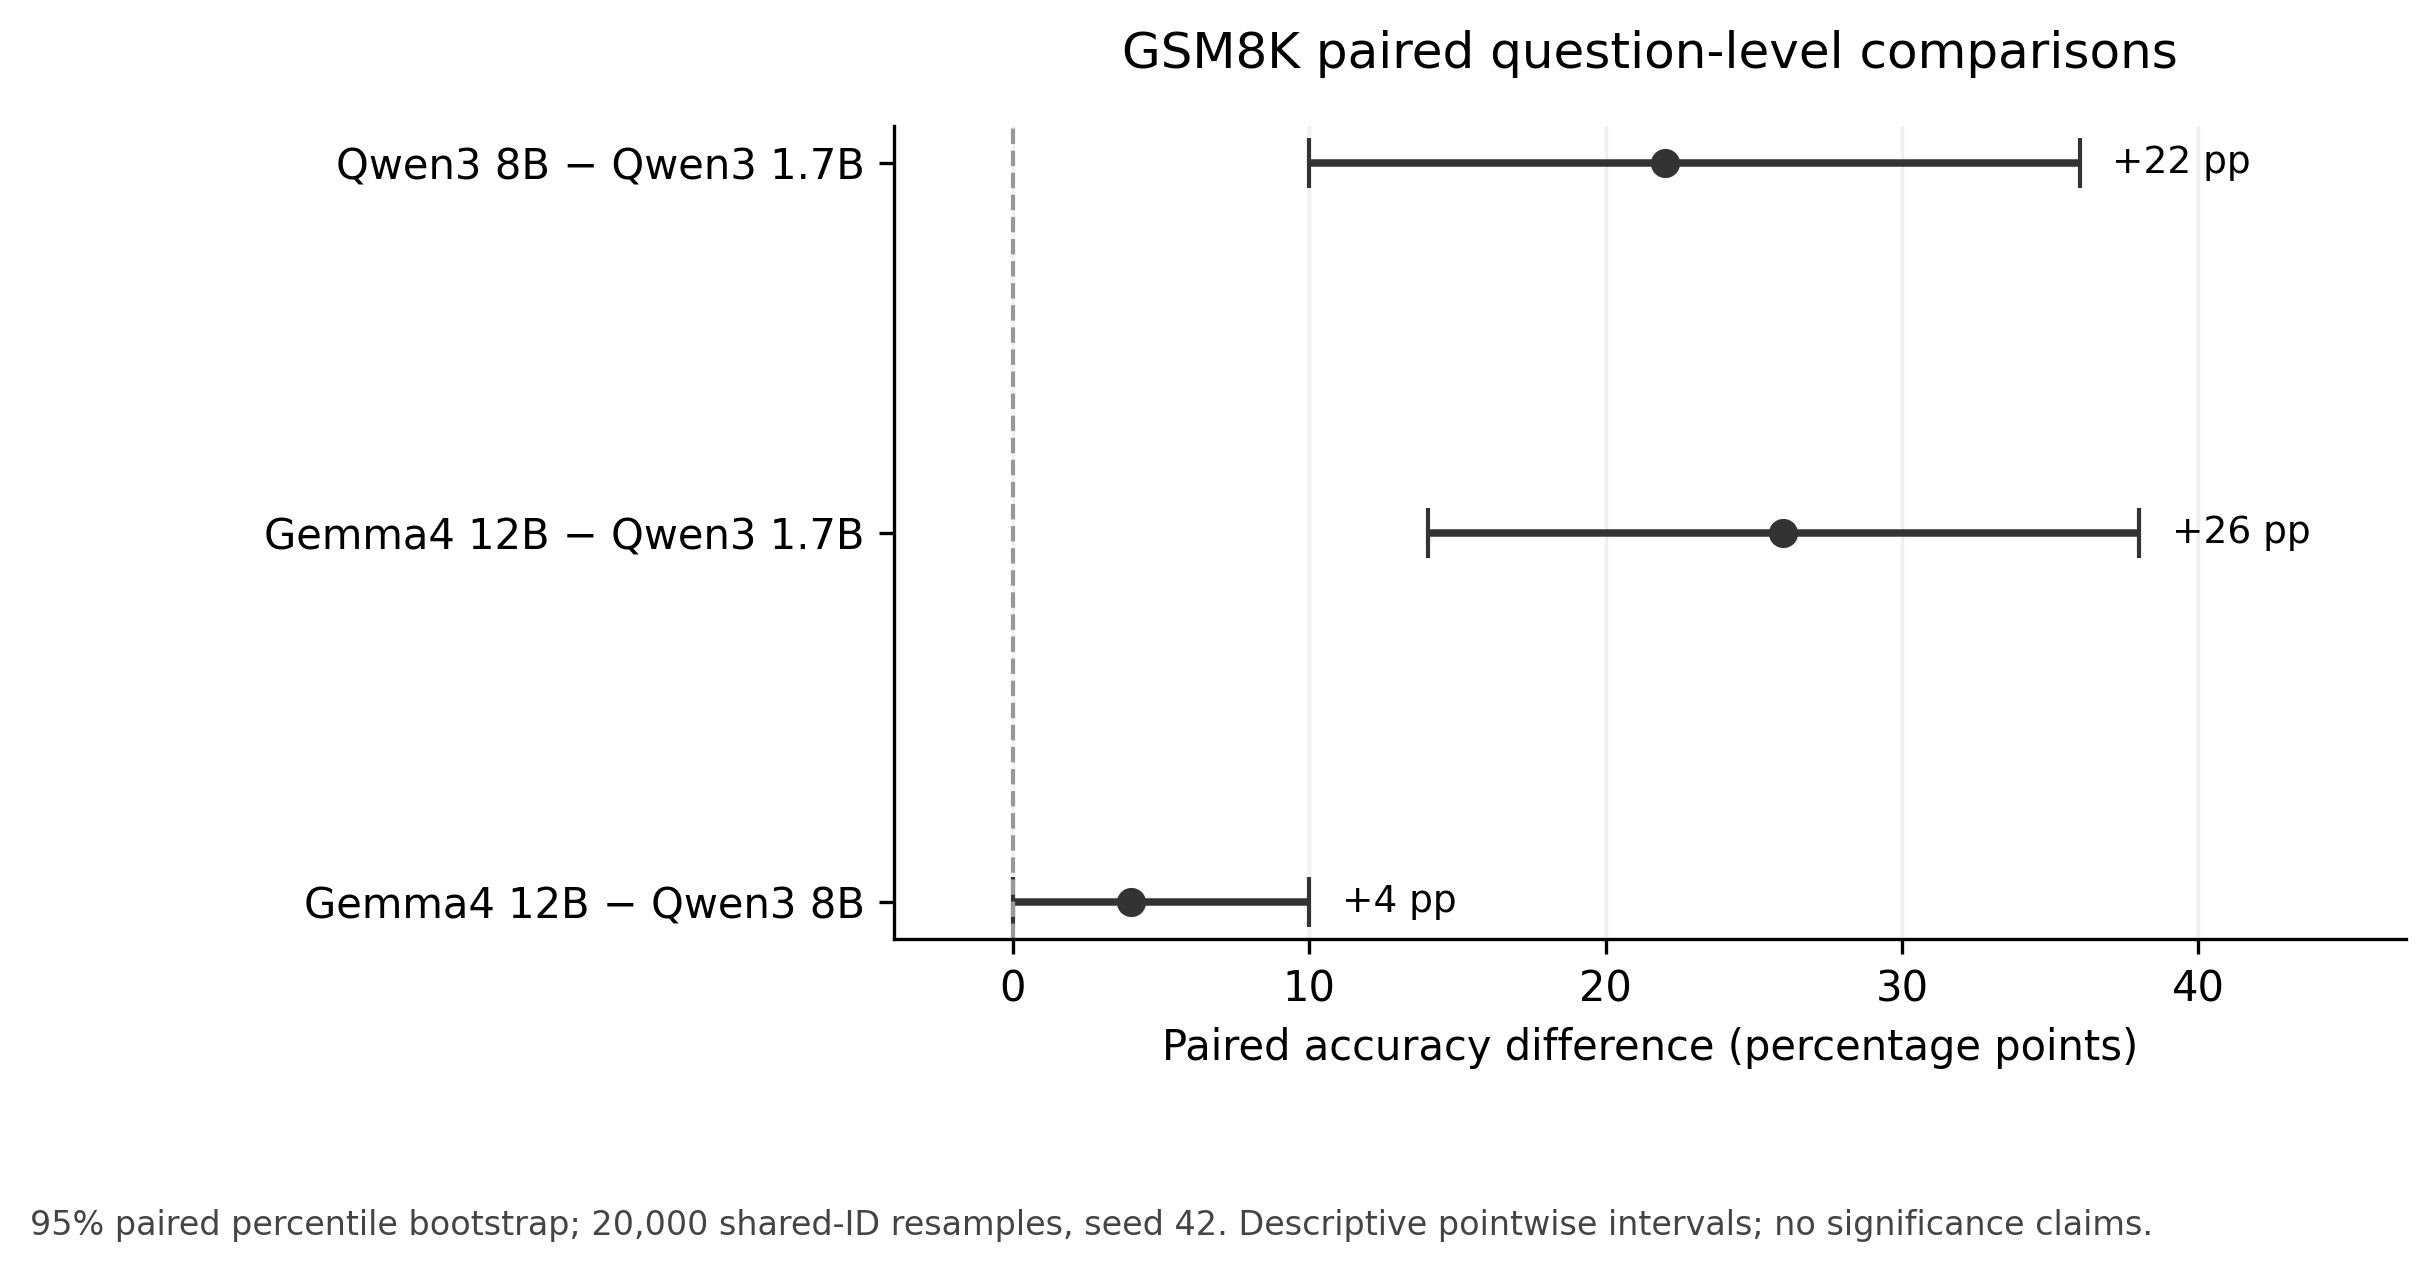 GSM8K paired question-level comparisons
Qwen3 8B − Qwen3 1.7B
+22 pp
Gemma4 12B − Qwen3 1.7B
+26 pp
Gemma4 12B − Qwen3 8B
+4 pp
0 10 20 30 40
Paired accuracy difference (percentage points)
95% paired percentile bootstrap; 20,000 shared-ID resamples, seed 42. Descriptive pointwise intervals; no significance claims.